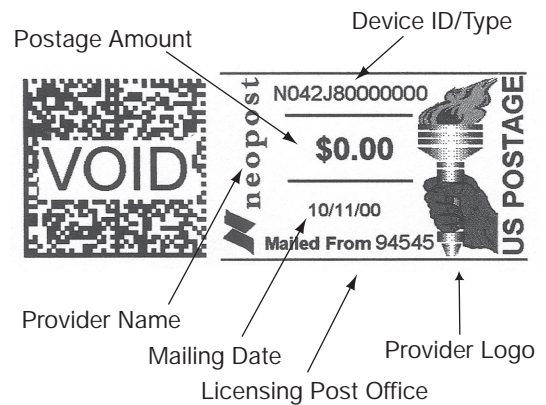 Device ID/Type
Postage Amount
N042J80000000
VOID
neopost
$0.00
US POSTAGE
10/11/00
Mailed From 94545
Provider Name
Mailing Date
Provider Logo
Licensing Post Office